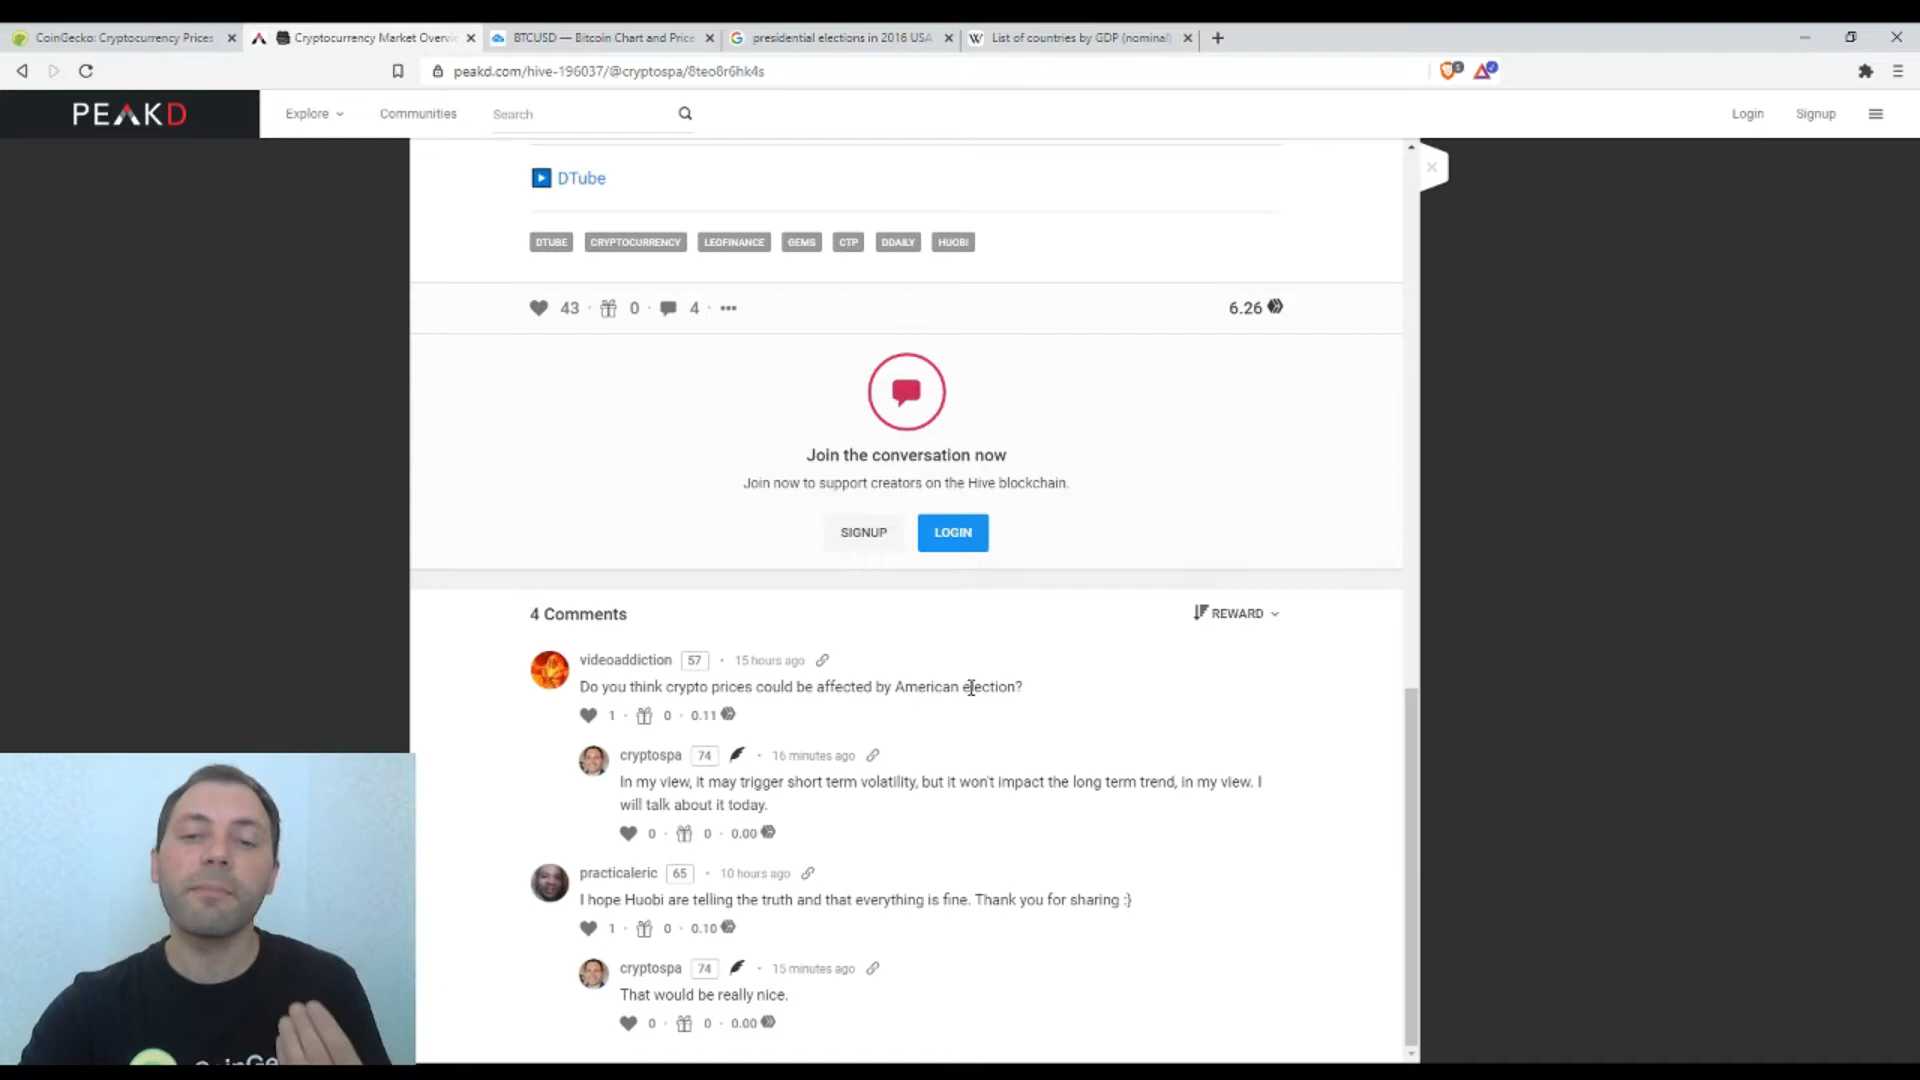 CoinGecko: Cryptocurrency Prices
Cryptocurrency Market Overvi
BTCUSD — Bitcoin Chart and Price
presidential elections in 2016 USA
List of countries by GDP (nominal)
peakd.com/hive-196037/@cryptospa/8teo8r6hk4s
PEAKD
Explore
Communities
Search
Login
Signup
DTube
DTUBE
CRYPTOCURRENCY
LEOFINANCE
GEMS
CTP
DDAILY
HUOBI
43 · 0 · 4 · •••
6.26
Join the conversation now
Join now to support creators on the Hive blockchain.
SIGNUP
LOGIN
4 Comments
REWARD
videoaddiction 57 · 15 hours ago
Do you think crypto prices could be affected by American election?
1 · 0 · 0.11
cryptospa 74 · 16 minutes ago
In my view, it may trigger short term volatility, but it won't impact the long term trend, in my view. I
will talk about it today.
0 · 0 · 0.00
practicaleric 65 · 10 hours ago
I hope Huobi are telling the truth and that everything is fine. Thank you for sharing :}
1 · 0 · 0.10
cryptospa 74 · 15 minutes ago
That would be really nice.
0 · 0 · 0.00
CoinGe